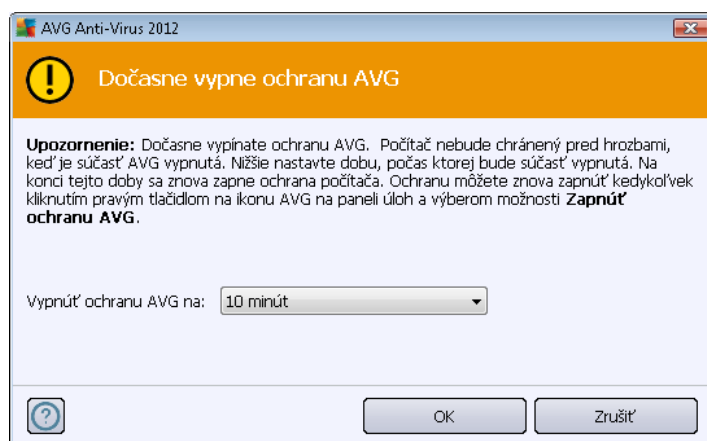 AVG Anti-Virus 2012
Dočasne vypne ochranu AVG
Upozornenie: Dočasne vypínate ochranu AVG. Počítač nebude chránený pred hrozbami,
keď je súčasť AVG vypnutá. Nižšie nastavte dobu, počas ktorej bude súčasť vypnutá. Na
konci tejto doby sa znova zapne ochrana počítača. Ochranu môžete znova zapnúť kedykoľvek
kliknutím pravým tlačidlom na ikonu AVG na paneli úloh a výberom možnosti Zapnúť
ochranu AVG.
Vypnúť ochranu AVG na: 10 minút
OK Zrušiť